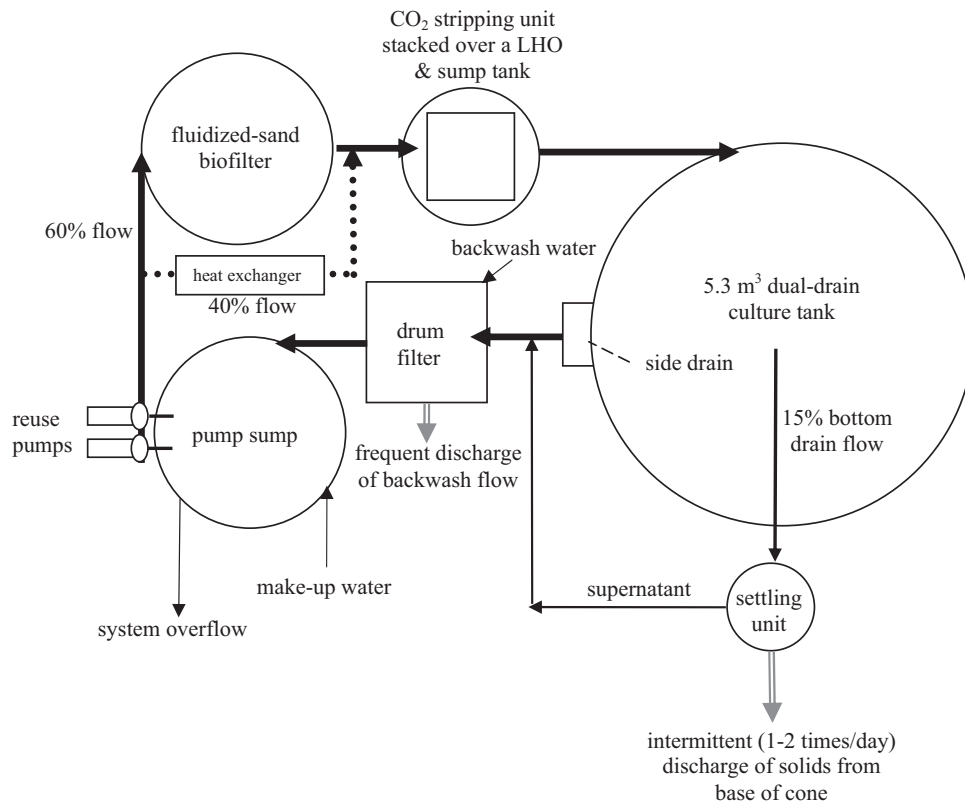 CO₂ stripping unit
stacked over a LHO
& sump tank
fluidized-sand
biofilter
60% flow
backwash water
heat exchanger
40% flow
5.3 m³ dual-drain
culture tank
drum
filter
side drain
reuse
pumps
pump sump
15% bottom
drain flow
frequent discharge
of backwash flow
make-up water
supernatant
settling
unit
system overflow
intermittent (1-2 times/day)
discharge of solids from
base of cone